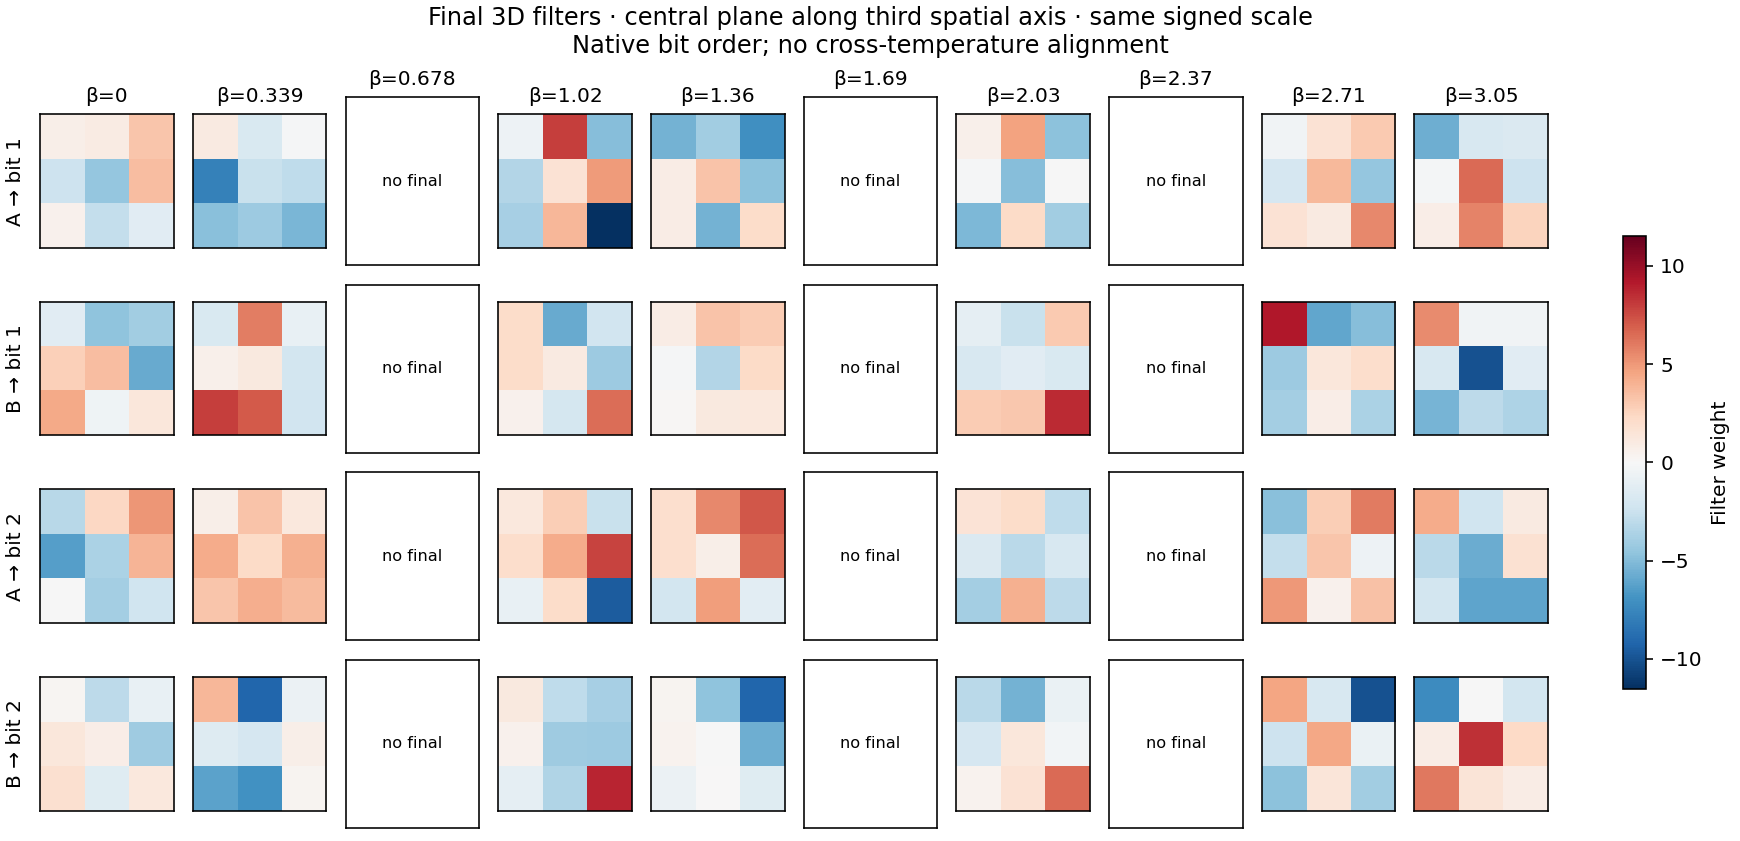 Final 3D filters · central plane along third spatial axis · same signed scale
Native bit order; no cross-temperature alignment
β=0
β=0.339
β=0.678
β=1.02
β=1.36
β=1.69
β=2.03
β=2.37
β=2.71
β=3.05
A → bit 1
no final
no final
no final
B → bit 1
no final
no final
no final
A → bit 2
no final
no final
no final
B → bit 2
no final
no final
no final
10
5
0
−5
−10
Filter weight